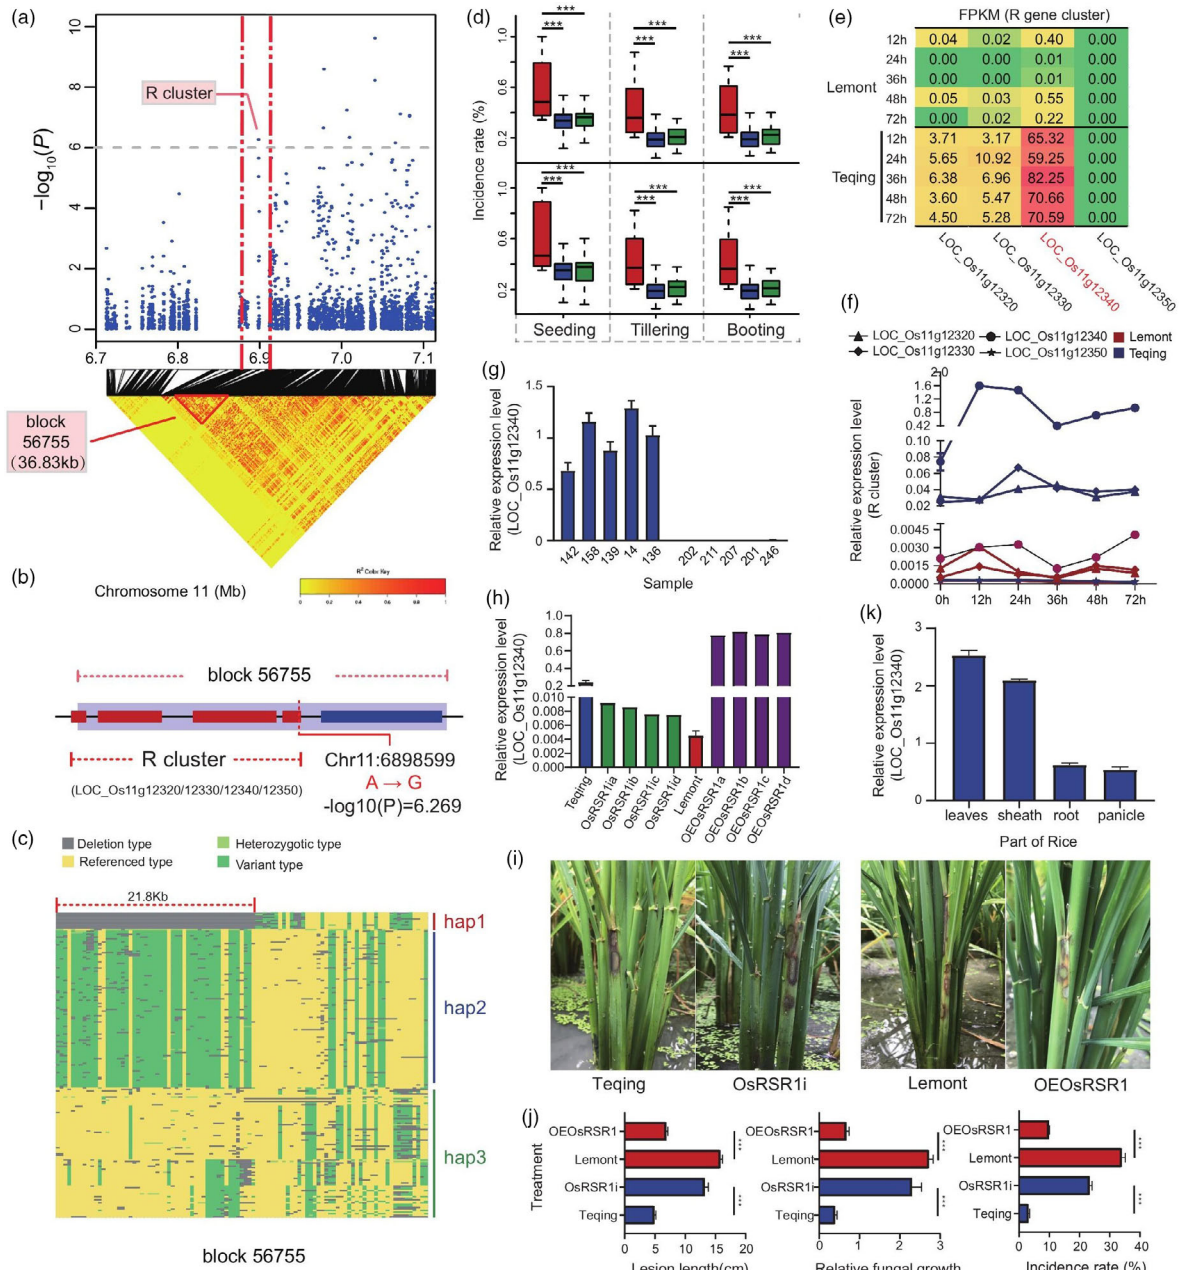 (a)
10
8
6
4
2
0
−log10(P)
R cluster
6.7
6.8
6.9
7.0
7.1
block
56755
(36.83kb)
Chromosome 11 (Mb)
R² Color Key
0
0.2
0.4
0.6
0.8
1
(b)
block 56755
R cluster
(LOC_Os11g12320/12330/12340/12350)
Chr11:6898599
A → G
-log10(P)=6.269
(c)
Deletion type
Heterozygotic type
Referenced type
Variant type
21.8Kb
hap1
hap2
hap3
block 56755
(d)
Incidence rate (%)
1.0
0.6
0.2
1.0
0.6
0.2
***
***
***
***
***
***
***
***
***
***
***
***
Seeding
Tillering
Booting
(e)
FPKM (R gene cluster)
Lemont
12h 0.04 0.02 0.40 0.00
24h 0.00 0.00 0.01 0.00
36h 0.00 0.00 0.01 0.00
48h 0.05 0.03 0.55 0.00
72h 0.00 0.02 0.22 0.00
Teqing
12h 3.71 3.17 65.32 0.00
24h 5.65 10.92 59.25 0.00
36h 6.38 6.96 82.25 0.00
48h 3.60 5.47 70.66 0.00
72h 4.50 5.28 70.59 0.00
LOC_Os11g12320
LOC_Os11g12330
LOC_Os11g12340
LOC_Os11g12350
(f)
LOC_Os11g12320
LOC_Os11g12340
Lemont
LOC_Os11g12330
LOC_Os11g12350
Teqing
Relative expression level
(R cluster)
2.0
1.6
1.2
0.8
0.42
0.10
0.08
0.06
0.04
0.02
0.0045
0.0030
0.0015
0.0000
0h
12h
24h
36h
48h
72h
(g)
Relative expression level
(LOC_Os11g12340)
1.5
1
0.5
0
142
158
139
14
136
202
211
207
201
246
Sample
(h)
Relative expression level
(LOC_Os11g12340)
1.0
0.8
0.6
0.4
0.2
0.010
0.008
0.006
0.004
0.002
0.000
Teqing
OsRSR1ia
OsRSR1ib
OsRSR1ic
OsRSR1id
Lemont
OEOsRSR1a
OEOsRSR1b
OEOsRSR1c
OEOsRSR1d
(k)
Relative expression level
(LOC_Os11g12340)
3
2
1
0
leaves
sheath
root
panicle
Part of Rice
(i)
Teqing
OsRSR1i
Lemont
OEOsRSR1
(j)
Treatment
OEOsRSR1
Lemont
OsRSR1i
Teqing
***
***
0
5
10
15
20
Lesion length(cm)
OEOsRSR1
Lemont
OsRSR1i
Teqing
***
***
0
1
2
3
Relative fungal growth
OEOsRSR1
Lemont
OsRSR1i
Teqing
***
***
0
10
20
30
40
Incidence rate (%)